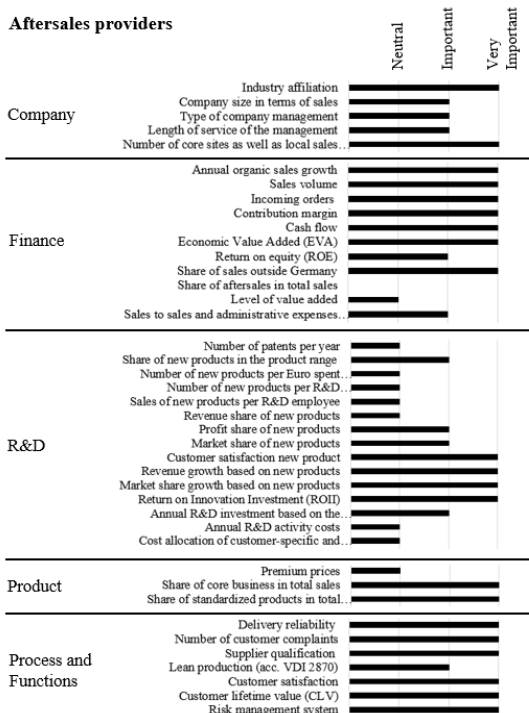 Aftersales providers
Neutral
Important
Very
Important
Company
Industry affiliation
Company size in terms of sales
Type of company management
Length of service of the management
Number of core sites as well as local sales…
Finance
Annual organic sales growth
Sales volume
Incoming orders
Contribution margin
Cash flow
Economic Value Added (EVA)
Return on equity (ROE)
Share of sales outside Germany
Share of aftersales in total sales
Level of value added
Sales to sales and administrative expenses…
R&D
Number of patents per year
Share of new products in the product range
Number of new products per Euro spent…
Number of new products per R&D…
Sales of new products per R&D employee
Revenue share of new products
Profit share of new products
Market share of new products
Customer satisfaction new product
Revenue growth based on new products
Market share growth based on new products
Return on Innovation Investment (ROII)
Annual R&D investment based on the…
Annual R&D activity costs
Cost allocation of customer-specific and…
Product
Premium prices
Share of core business in total sales
Share of standardized products in total…
Process and
Functions
Delivery reliability
Number of customer complaints
Supplier qualification
Lean production (acc. VDI 2870)
Customer satisfaction
Customer lifetime value (CLV)
Risk management system